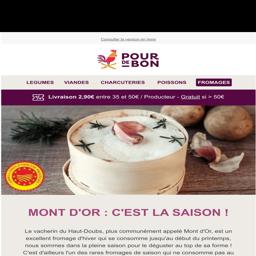 Consulter la version en ligne
POUR
DE
BON
LEGUMES VIANDES CHARCUTERIES POISSONS FROMAGES
Livraison 2,90€ entre 35 et 50€ / Producteur - Gratuit si > 50€
MONT D'OR : C'EST LA SAISON !
Le vacherin du Haut-Doubs, plus communément appelé Mont d'Or, est un
excellent fromage d'hiver qui se consomme jusqu'au début du printemps,
nous sommes dans la pleine saison pour le déguster au top de sa forme !
C'est d'ailleurs l'un des rares fromages de saison qui ne consomme pas au